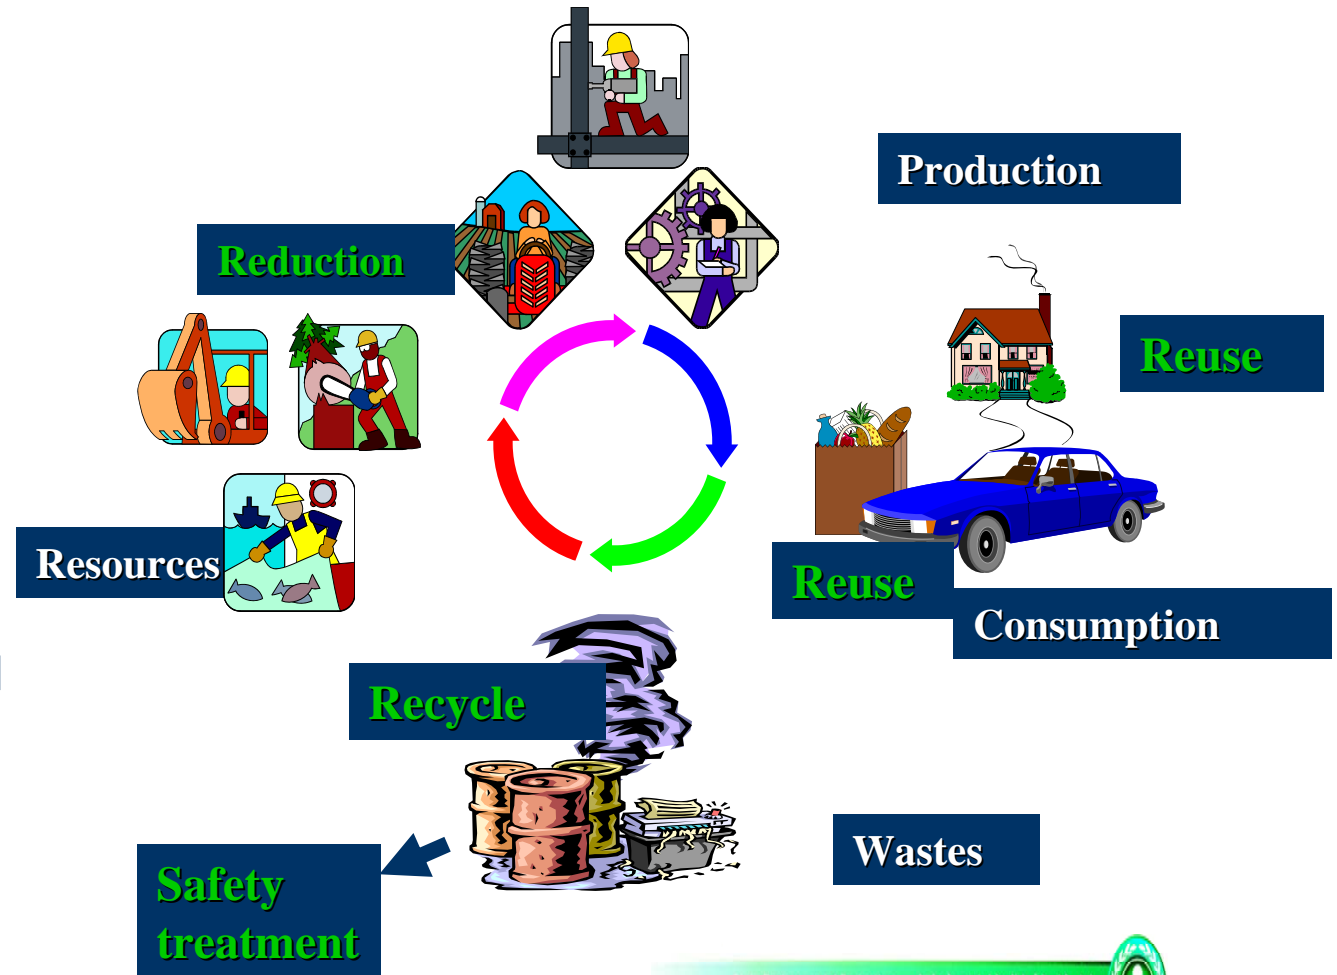 Production
Reduction
Reuse
Resources
Reuse
Consumption
Recycle
Wastes
Safety
treatment